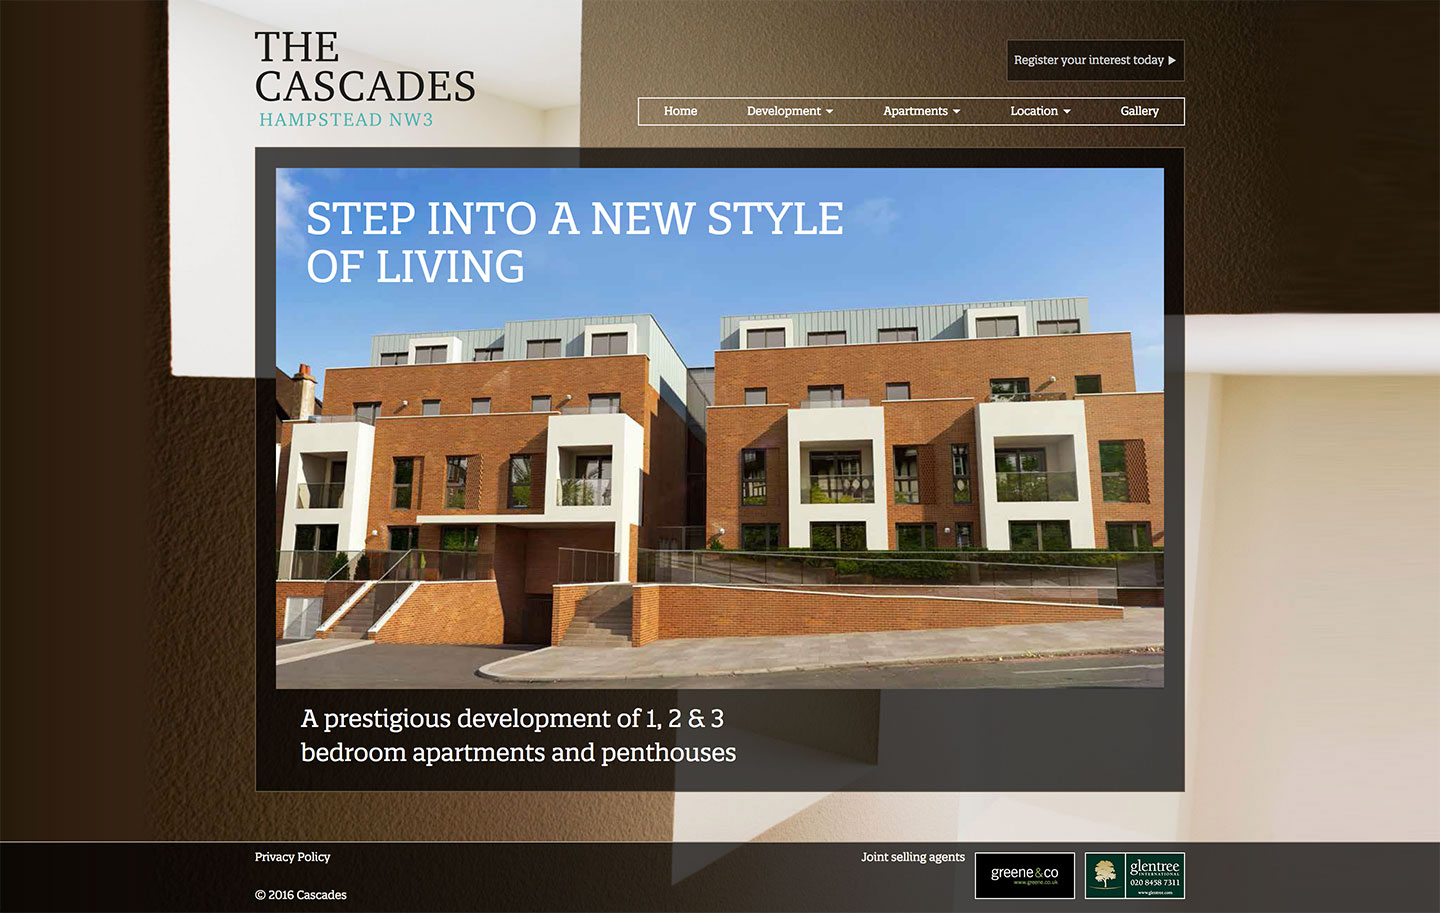 THE
CASCADES
HAMPSTEAD NW3
Register your interest today
Home Development Apartments Location Gallery
STEP INTO A NEW STYLE
OF LIVING
A prestigious development of 1, 2 & 3
bedroom apartments and penthouses
Privacy Policy
© 2016 Cascades
Joint selling agents
greene&co
www.greene.co.uk
glentree
INTERNATIONAL
020 8458 7311
www.glentree.com